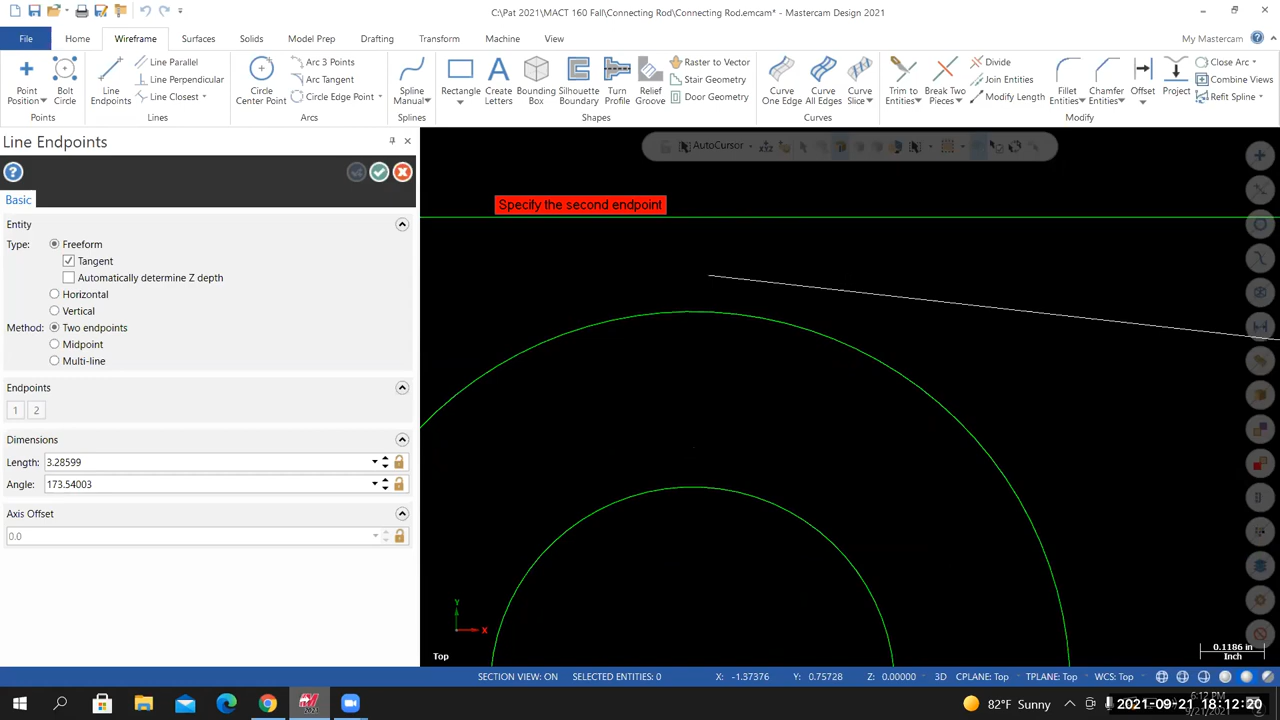 C:\Pat 2021\MACT 160 Fall\Connecting Rod\Connecting Rod.emcam* - Mastercam Design 2021
File Home Wireframe Surfaces Solids Model Prep Drafting Transform Machine View My Mastercam
Point Position
Bolt Circle
Points
Line Endpoints
Line Parallel
Line Perpendicular
Line Closest
Lines
Circle Center Point
Arc 3 Points
Arc Tangent
Circle Edge Point
Arcs
Spline Manual
Splines
Rectangle
Create Letters
Bounding Box
Silhouette Boundary
Turn Profile
Relief Groove
Raster to Vector
Stair Geometry
Door Geometry
Shapes
Curve One Edge
Curve All Edges
Curve Slice
Curves
Trim to Entities
Break Two Pieces
Divide
Join Entities
Modify Length
Fillet Entities
Chamfer Entities
Offset
Project
Close Arc
Combine Views
Refit Spline
Modify
Line Endpoints
Basic
Entity
Type: Freeform
Tangent
Automatically determine Z depth
Horizontal
Vertical
Method: Two endpoints
Midpoint
Multi-line
Endpoints
1 2
Dimensions
Length: 3.28599
Angle: 173.54003
Axis Offset
0.0
AutoCursor
XYZ
Specify the second endpoint
Y
X
Top
0.1186 in
Inch
SECTION VIEW: ON SELECTED ENTITIES: 0 X: -1.37376 Y: 0.75728 Z: 0.00000 3D CPLANE: Top TPLANE: Top WCS: Top
82°F Sunny
6:12 PM
2021-09-21 18:12:20
9/21/2021